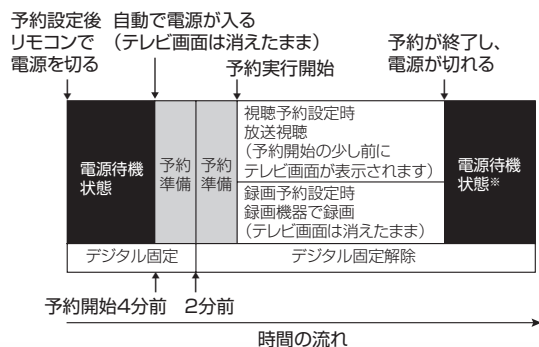 予約設定後
リモコンで
電源を切る
自動で電源が入る
(テレビ画面は消えたまま)
予約実行開始
予約が終了し、
電源が切れる
電源待機
状態
予約
準備
予約
準備
視聴予約設定時
放送視聴
(予約開始の少し前に
テレビ画面が表示されます)
録画予約設定時
録画機器で録画
(テレビ画面は消えたまま)
電源待機
状態※
デジタル固定
デジタル固定解除
予約開始4分前
2分前
時間の流れ